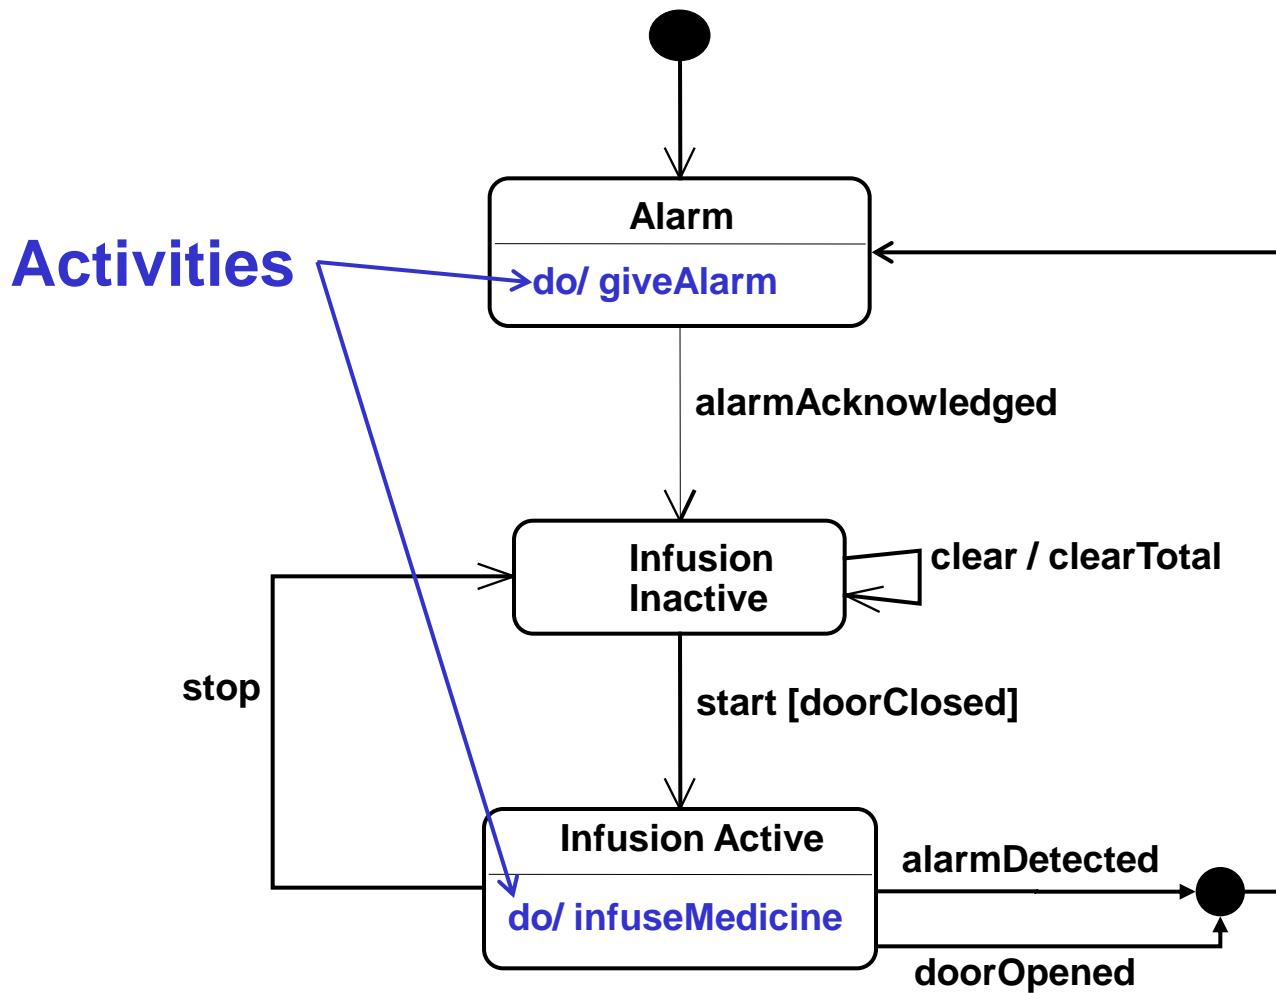 Alarm
Activities
do/ giveAlarm
alarmAcknowledged
Infusion
Inactive
clear / clearTotal
stop
start [doorClosed]
Infusion Active
alarmDetected
do/ infuseMedicine
doorOpened